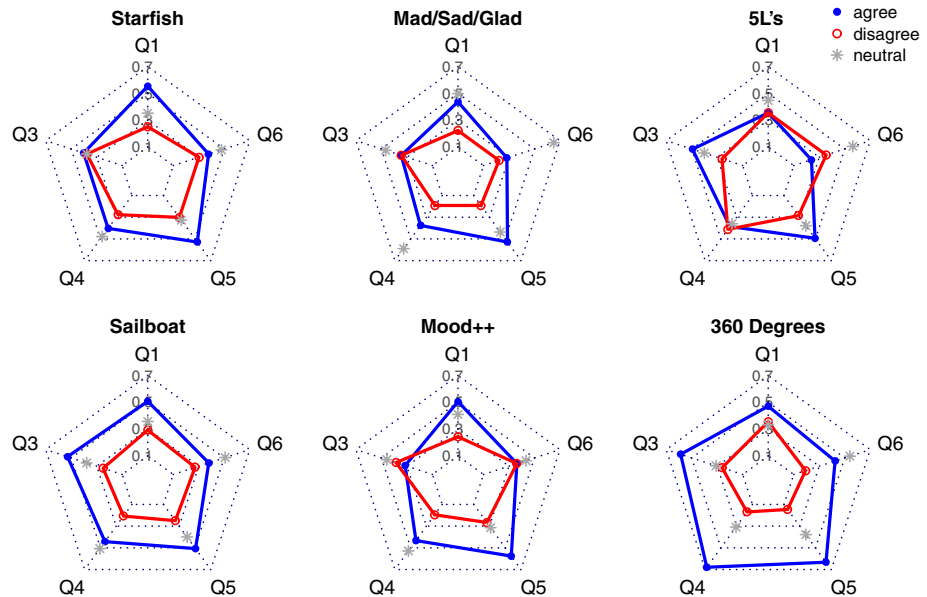 Starfish
Mad/Sad/Glad
5L's
agree
disagree
neutral
Q1
Q1
Q1
0.7
0.7
0.7
0.5
0.5
0.5
0.3
0.3
0.3
0.1
0.1
0.1
Q3
Q6
Q3
Q6
Q3
Q6
Q4
Q5
Q4
Q5
Q4
Q5
Sailboat
Mood++
360 Degrees
Q1
Q1
Q1
0.7
0.7
0.7
0.5
0.5
0.5
0.3
0.3
0.3
0.1
0.1
0.1
Q3
Q6
Q3
Q6
Q3
Q6
Q4
Q5
Q4
Q5
Q4
Q5